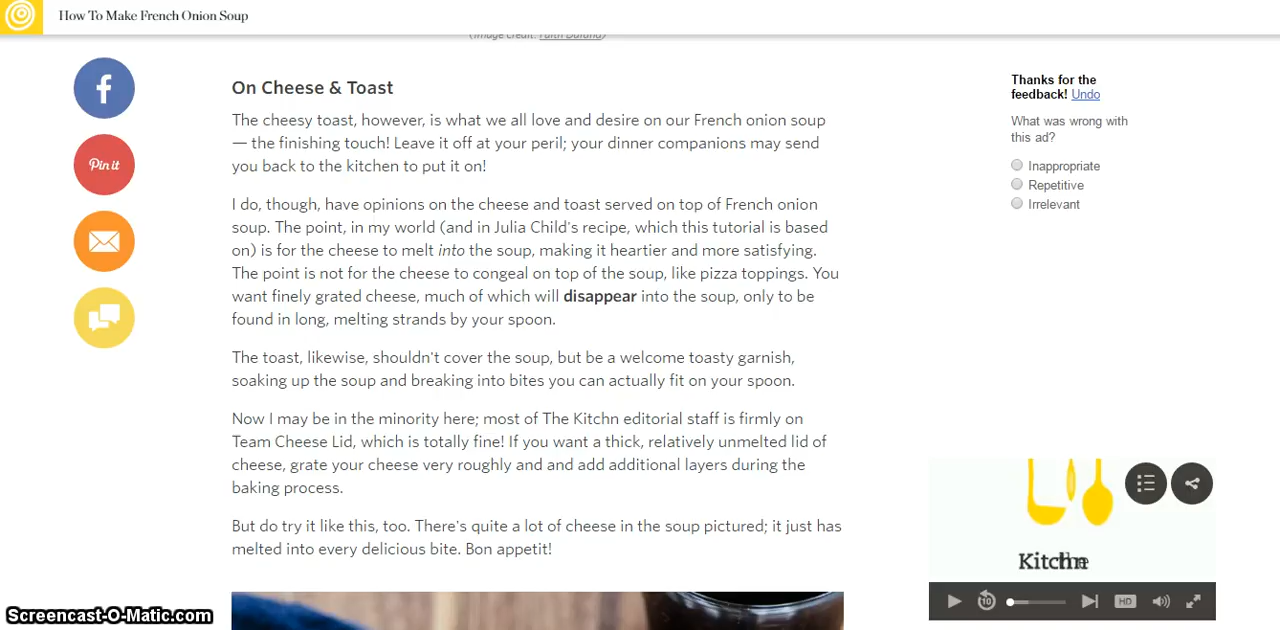 How To Make French Onion Soup
(Image credit: Faith Durand)
On Cheese & Toast
The cheesy toast, however, is what we all love and desire on our French onion soup
— the finishing touch! Leave it off at your peril; your dinner companions may send
you back to the kitchen to put it on!
I do, though, have opinions on the cheese and toast served on top of French onion
soup. The point, in my world (and in Julia Child's recipe, which this tutorial is based
on) is for the cheese to melt into the soup, making it heartier and more satisfying.
The point is not for the cheese to congeal on top of the soup, like pizza toppings. You
want finely grated cheese, much of which will disappear into the soup, only to be
found in long, melting strands by your spoon.
The toast, likewise, shouldn't cover the soup, but be a welcome toasty garnish,
soaking up the soup and breaking into bites you can actually fit on your spoon.
Now I may be in the minority here; most of The Kitchn editorial staff is firmly on
Team Cheese Lid, which is totally fine! If you want a thick, relatively unmelted lid of
cheese, grate your cheese very roughly and and add additional layers during the
baking process.
But do try it like this, too. There's quite a lot of cheese in the soup pictured; it just has
melted into every delicious bite. Bon appetit!
Pin it
Thanks for the
feedback! Undo
What was wrong with
this ad?
Inappropriate
Repetitive
Irrelevant
10
HD
Screencast-O-Matic.com